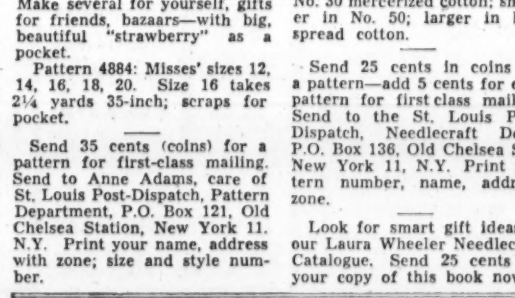 Make several for yourself, gifts
for friends, bazaars—with big,
beautiful "strawberry" as a
pocket.
Pattern 4884: Misses' sizes 12,
14, 16, 18, 20. Size 16 takes
2¼ yards 35-inch; scraps for
pocket.
Send 35 cents (coins) for a
pattern for first-class mailing.
Send to Anne Adams, care of
St. Louis Post-Dispatch, Pattern
Department, P.O. Box 121, Old
Chelsea Station, New York 11.
N.Y. Print your name, address
with zone; size and style num-
ber.
No. 30 mercerized cotton;
er in No. 50; larger in
spread cotton.
Send 25 cents in coins
a pattern—add 5 cents for
pattern for first class
Send to the St. Louis
Dispatch, Needlecraft
P.O. Box 136, Old Chelsea
New York 11, N.Y. Print
tern number, name,
zone.
Look for smart gift
our Laura Wheeler
Catalogue. Send 25 cents
your copy of this book